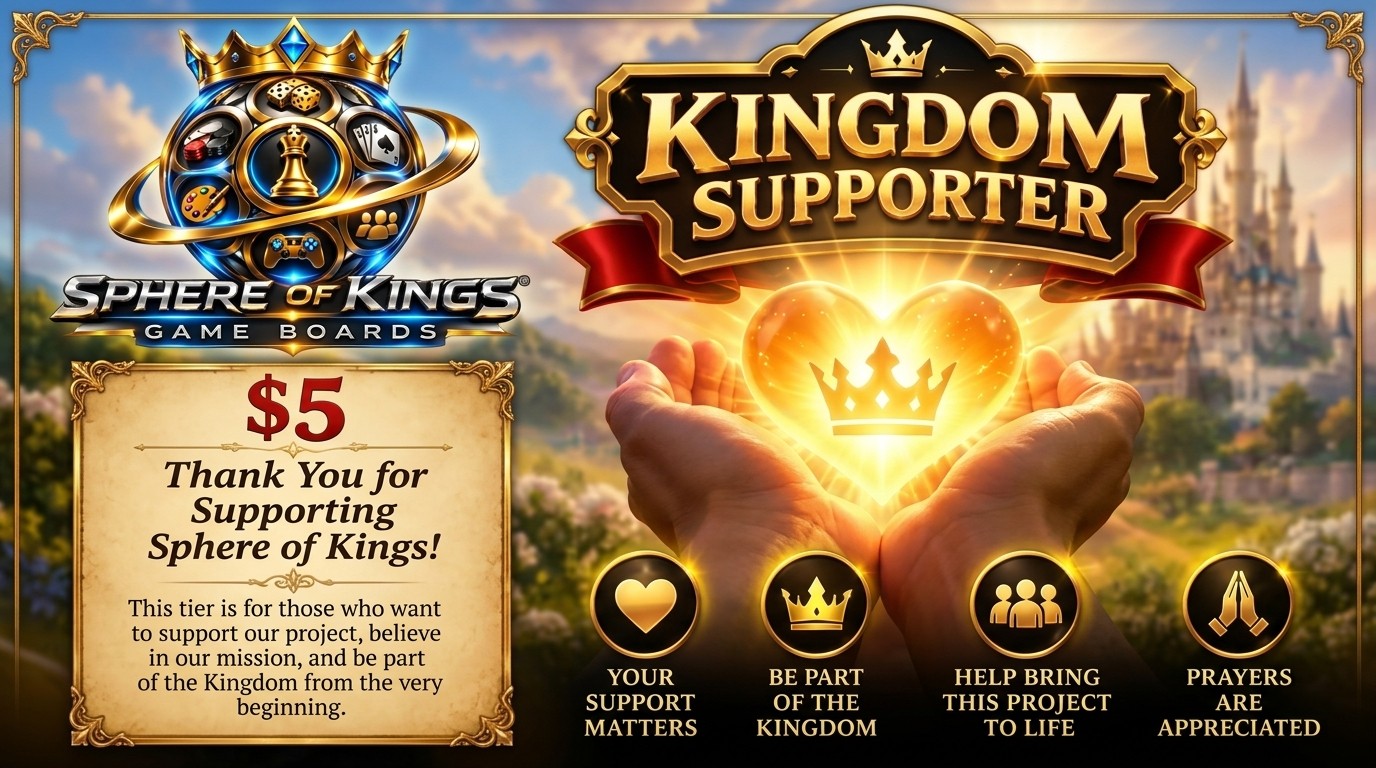 SPHERE OF KINGS®
GAME BOARDS
$5
Thank You for
Supporting
Sphere of Kings!
This tier is for those who want
to support our project, believe
in our mission, and be part
of the Kingdom from the very
beginning.
KINGDOM
SUPPORTER
YOUR
SUPPORT
MATTERS
BE PART
OF THE
KINGDOM
HELP BRING
THIS PROJECT
TO LIFE
PRAYERS
ARE
APPRECIATED